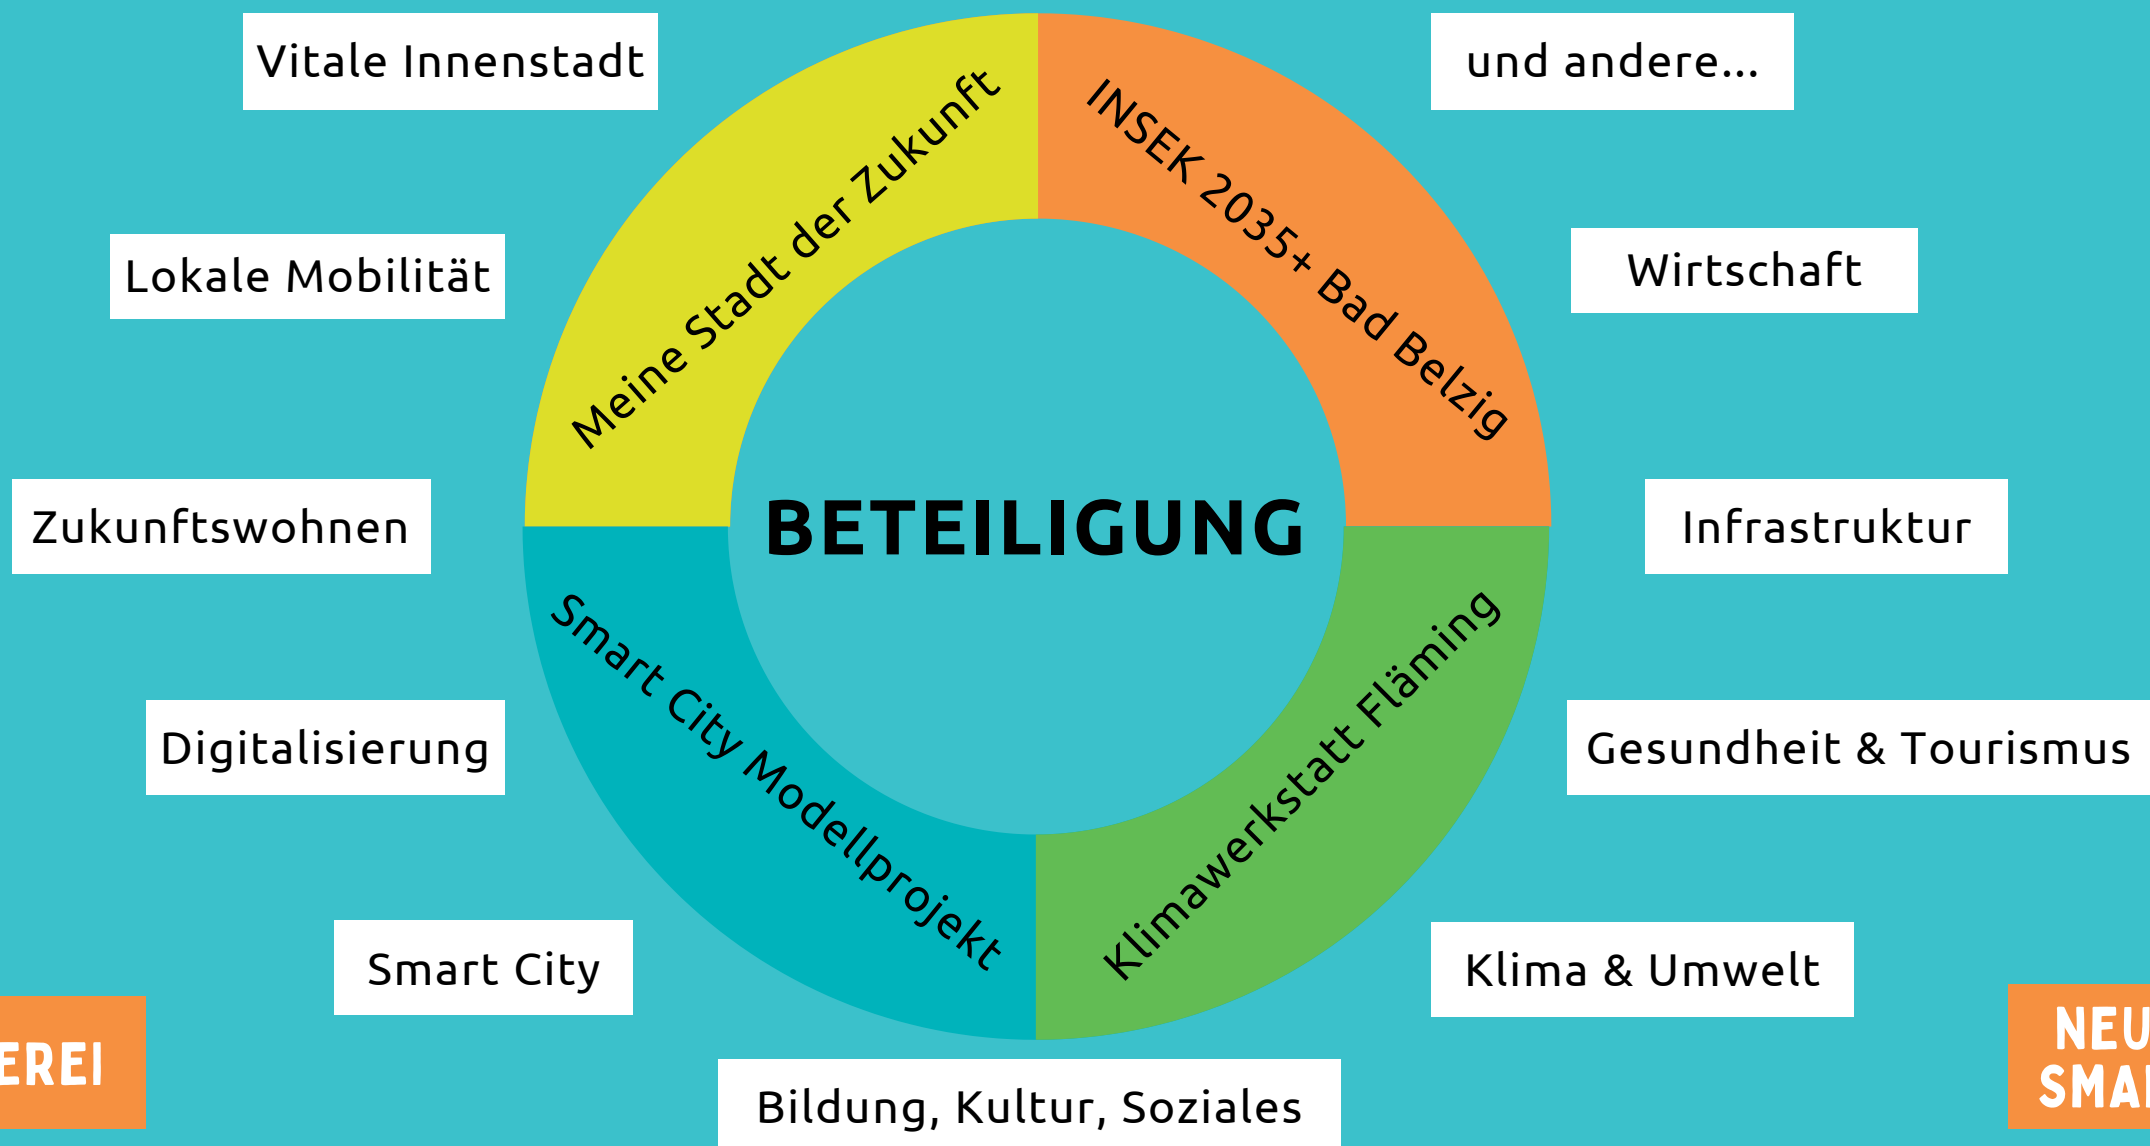 Vitale Innenstadt
und andere...
Meine Stadt der Zukunft
INSEK 2035+ Bad Belzig
Lokale Mobilität
Wirtschaft
Zukunftswohnen
BETEILIGUNG
Infrastruktur
Smart City Modellprojekt
Klimawerkstatt Fläming
Digitalisierung
Gesundheit & Tourismus
Smart City
Klima & Umwelt
EREI
NEU
SMA
Bildung, Kultur, Soziales